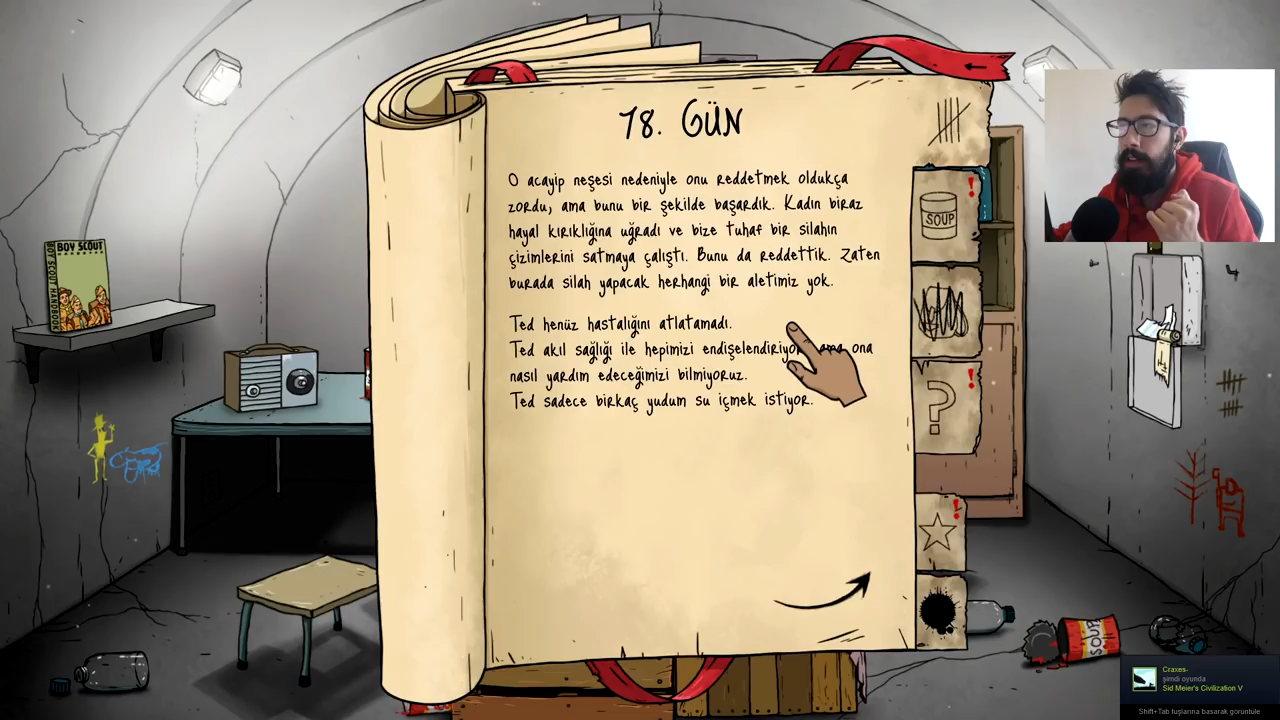 78. GÜN
O acayip neşesi nedeniyle onu reddetmek oldukça
zordu, ama bunu bir şekilde başardık. Kadın biraz
hayal kırıklığına uğradı ve bize tuhaf bir silahın
çizimlerini satmaya çalıştı. Bunu da reddettik. Zaten
burada silah yapacak herhangi bir aletimiz yok.
Ted henüz hastalığını atlatamadı.
Ted akıl sağlığı ile hepimizi endişelendiriyor, ama ona
nasıl yardım edeceğimizi bilmiyoruz.
Ted sadece birkaç yudum su içmek istiyor.
SOUP
!
!
?
!
BOY SCOUT
HANDBOOK
BOY SCOUT HANDBOOK
SOUP
Craxes-
şimdi oyunda
Sid Meier's Civilization V
Shift+Tab tuşlarına basarak görüntüle